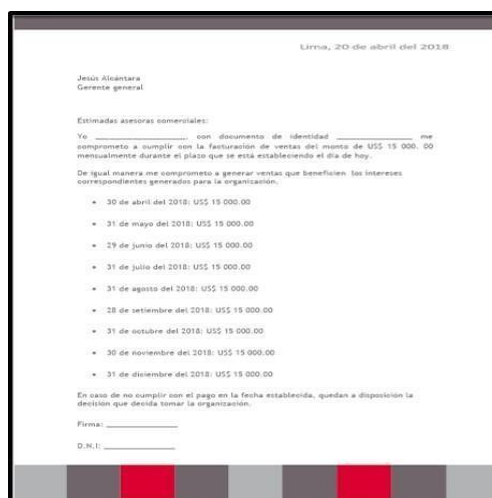 Lima, 20 de abril del 2018
Jesús Alcántara
Gerente general
Estimadas asesoras comerciales:
Yo ________________, con documento de identidad ______________ me
comprometo a cumplir con la facturación de ventas del monto de US$ 15 000. 00
mensualmente durante el plazo que se está estableciendo el día de hoy.
De igual manera me comprometo a generar ventas que beneficien los intereses
correspondientes generados para la organización.
• 30 de abril del 2018: US$ 15 000.00
• 31 de mayo del 2018: US$ 15 000.00
• 29 de junio del 2018: US$ 15 000.00
• 31 de julio del 2018: US$ 15 000.00
• 31 de agosto del 2018: US$ 15 000.00
• 28 de setiembre del 2018: US$ 15 000.00
• 31 de octubre del 2018: US$ 15 000.00
• 30 de noviembre del 2018: US$ 15 000.00
• 31 de diciembre del 2018: US$ 15 000.00
En caso de no cumplir con el pago en la fecha establecida, quedan a disposición la
decisión que decida tomar la organización.
Firma: ______________
D.N.I: ______________